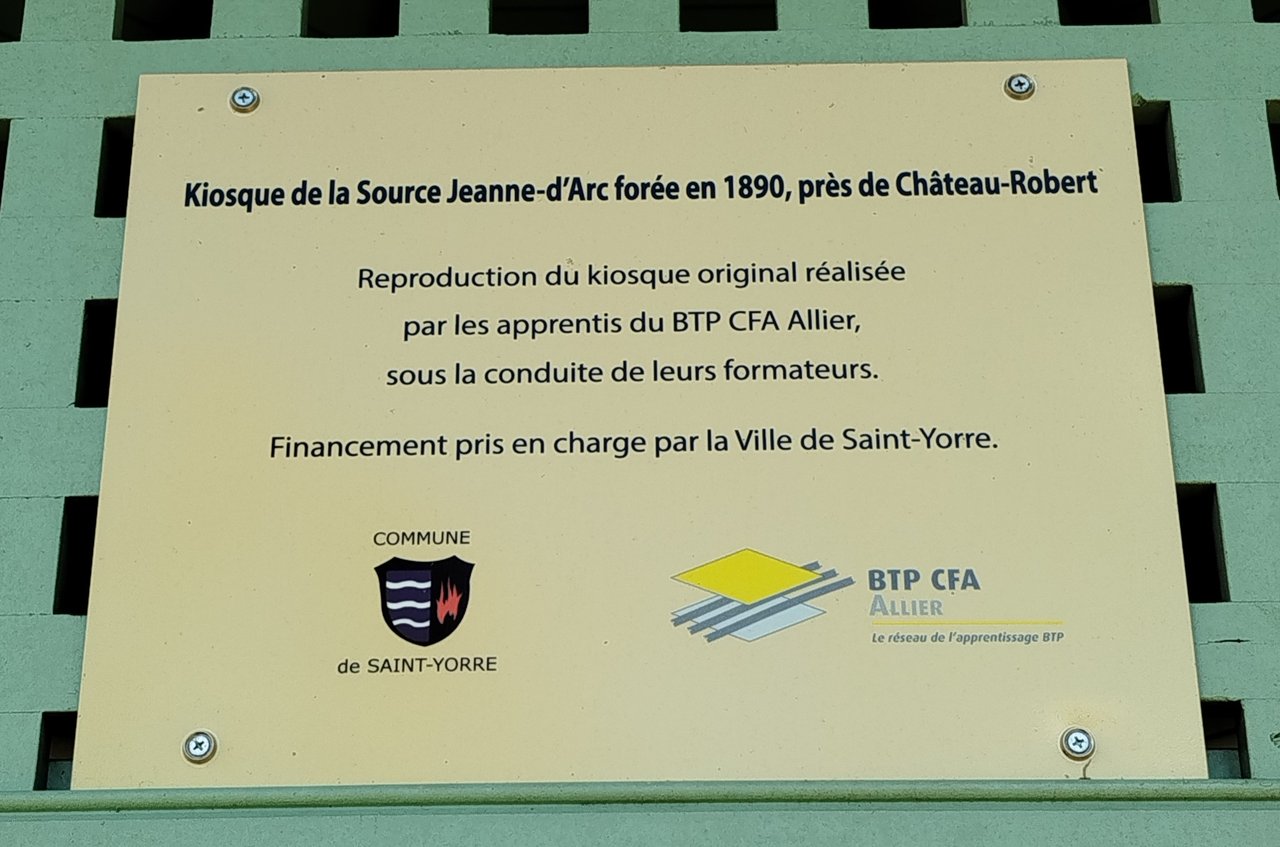 Kiosque de la Source Jeanne-d'Arc forée en 1890, près de Château-Robert
Reproduction du kiosque original réalisée
par les apprentis du BTP CFA Allier,
sous la conduite de leurs formateurs.
Financement pris en charge par la Ville de Saint-Yorre.
COMMUNE
de SAINT-YORRE
BTP CFA
ALLIER
Le réseau de l'apprentissage BTP